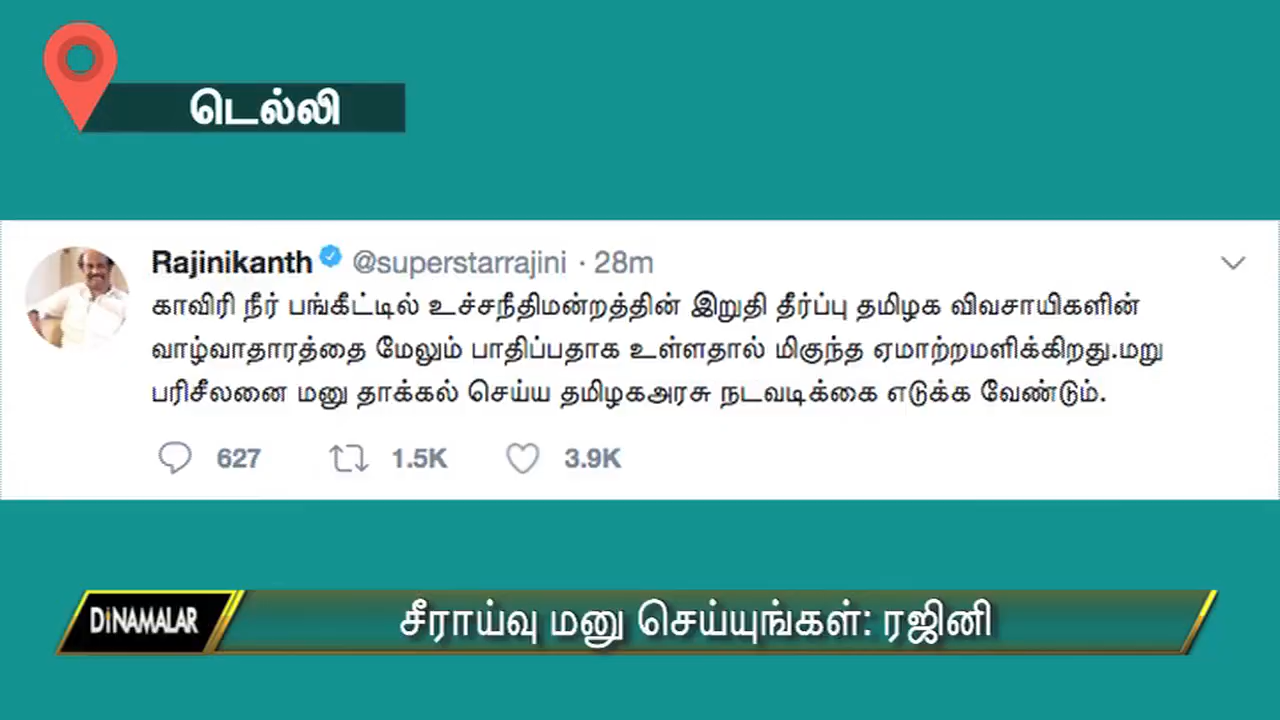 டெல்லி
Rajinikanth @superstarrajini · 28m
காவிரி நீர் பங்கீட்டில் உச்சநீதிமன்றத்தின் இறுதி தீர்ப்பு தமிழக விவசாயிகளின்
வாழ்வாதாரத்தை மேலும் பாதிப்பதாக உள்ளதால் மிகுந்த ஏமாற்றமளிக்கிறது.மறு
பரிசீலனை மனு தாக்கல் செய்ய தமிழகஅரசு நடவடிக்கை எடுக்க வேண்டும்.
627 1.5K 3.9K
DINAMALAR சீராய்வு மனு செய்யுங்கள்: ரஜினி